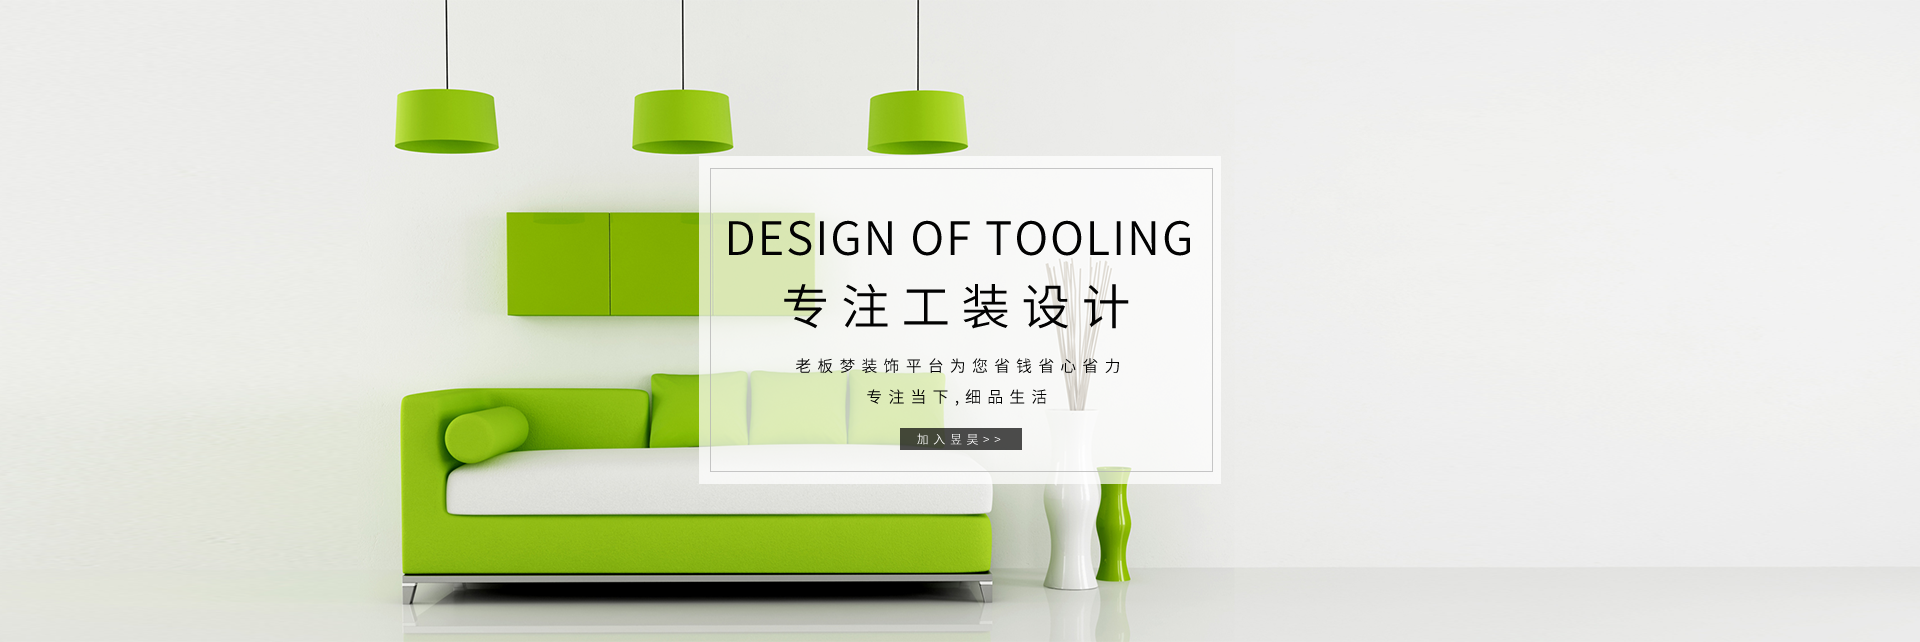 DESIGN OF TOOLING
专注工装设计
老板梦装饰平台为您省钱省心省力
专注当下,细品生活
加入昱昊>>